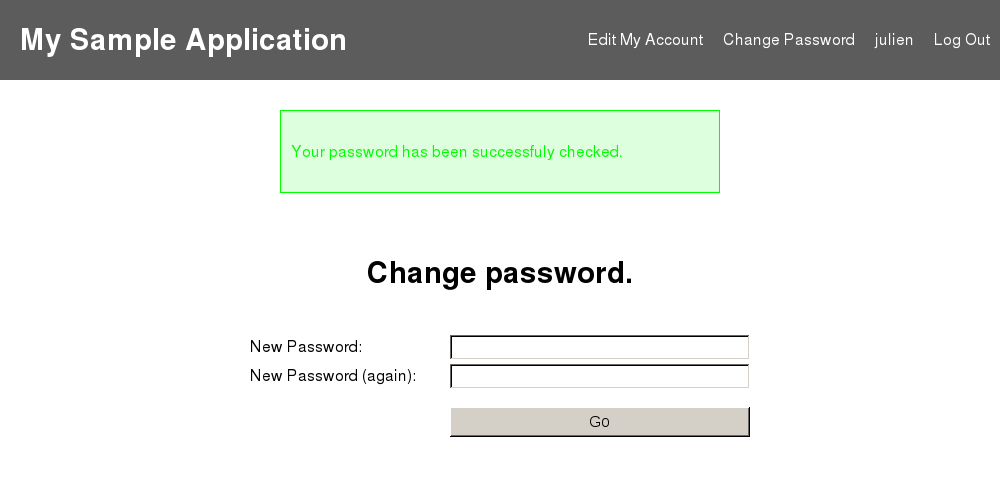 My Sample Application
Edit My Account Change Password julien Log Out
Your password has been successfuly checked.
Change password.
New Password:
New Password (again):
Go